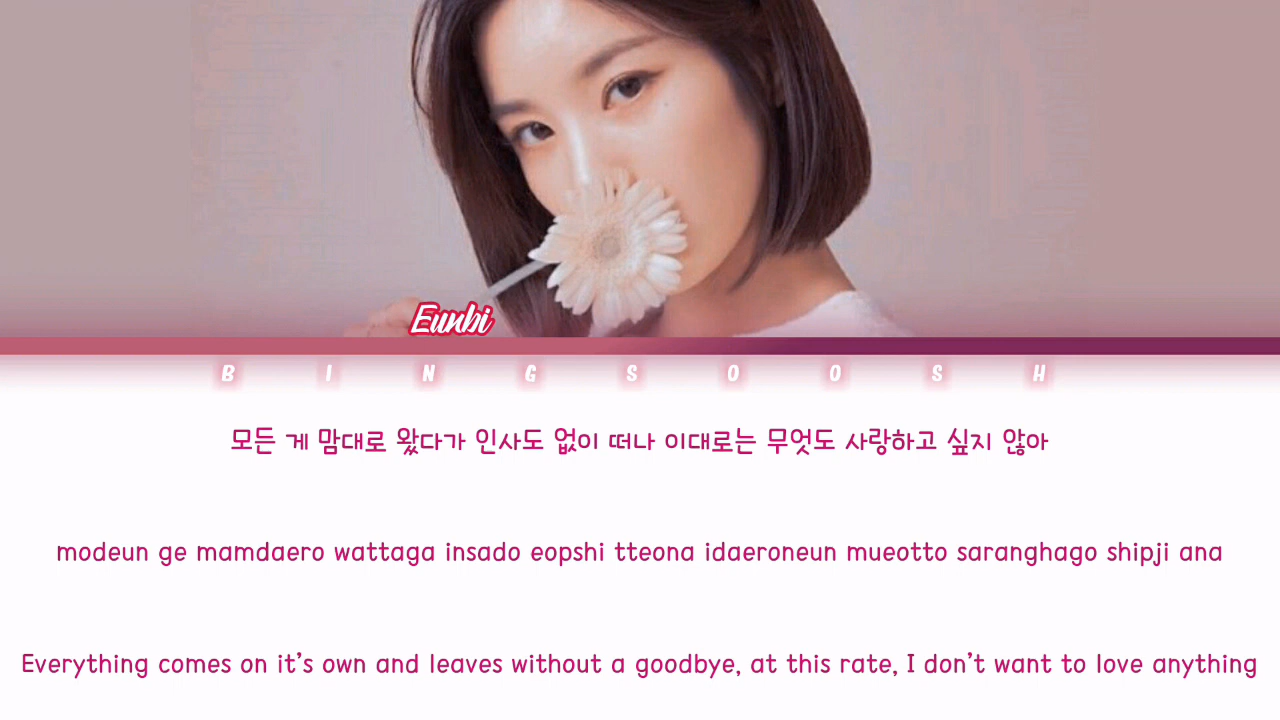 Eunbi
B I N G S O O S H
모든 게 맘대로 왔다가 인사도 없이 떠나 이대로는 무엇도 사랑하고 싶지 않아
modeun ge mamdaero wattaga insado eopshi tteona idaeroneun mueotto saranghago shipji ana
Everything comes on it’s own and leaves without a goodbye, at this rate, I don’t want to love anything